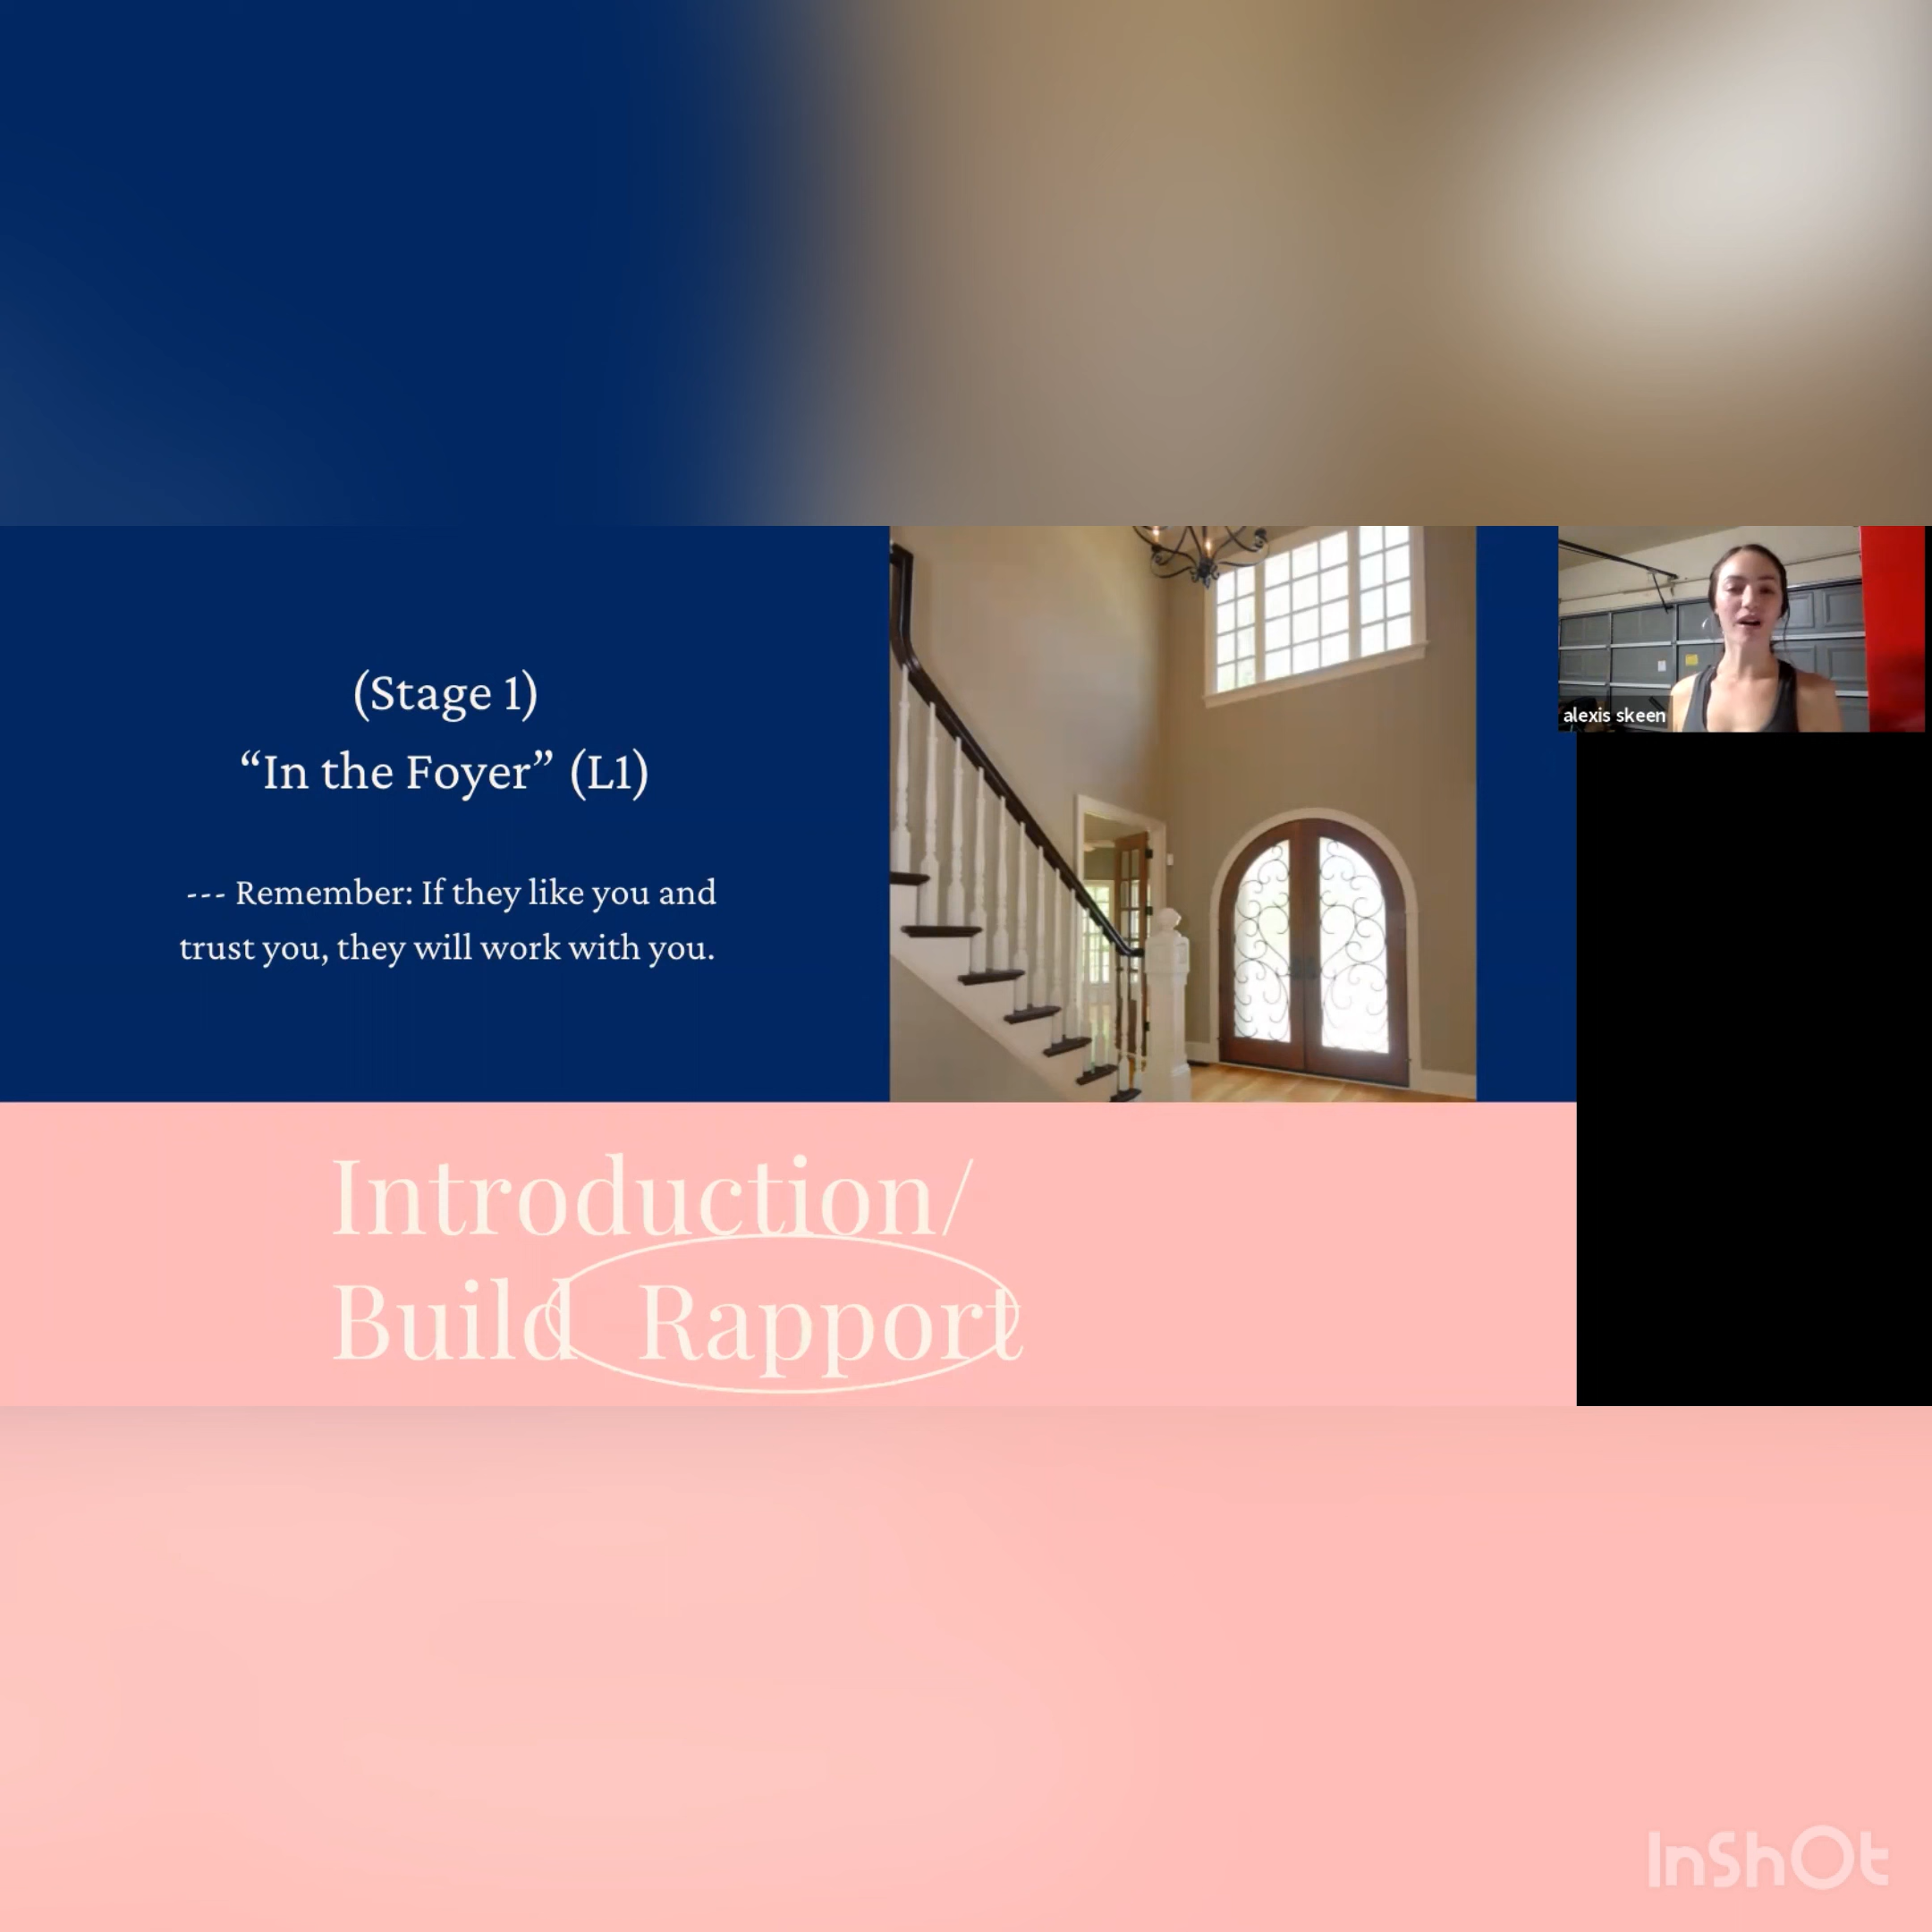 (Stage 1)
“In the Foyer” (L1)
--- Remember: If they like you and
trust you, they will work with you.
alexis skeen
Introduction/
Build Rapport
InShOt